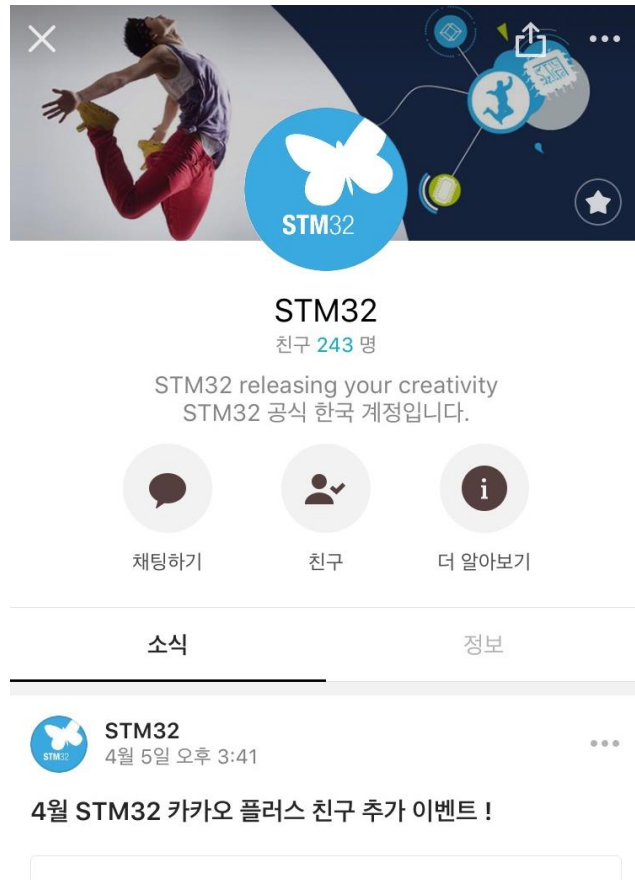 STM32
STM32
친구 243 명
STM32 releasing your creativity
STM32 공식 한국 계정입니다.
채팅하기
친구
더 알아보기
소식
정보
STM32
STM32
4월 5일 오후 3:41
4월 STM32 카카오 플러스 친구 추가 이벤트 !